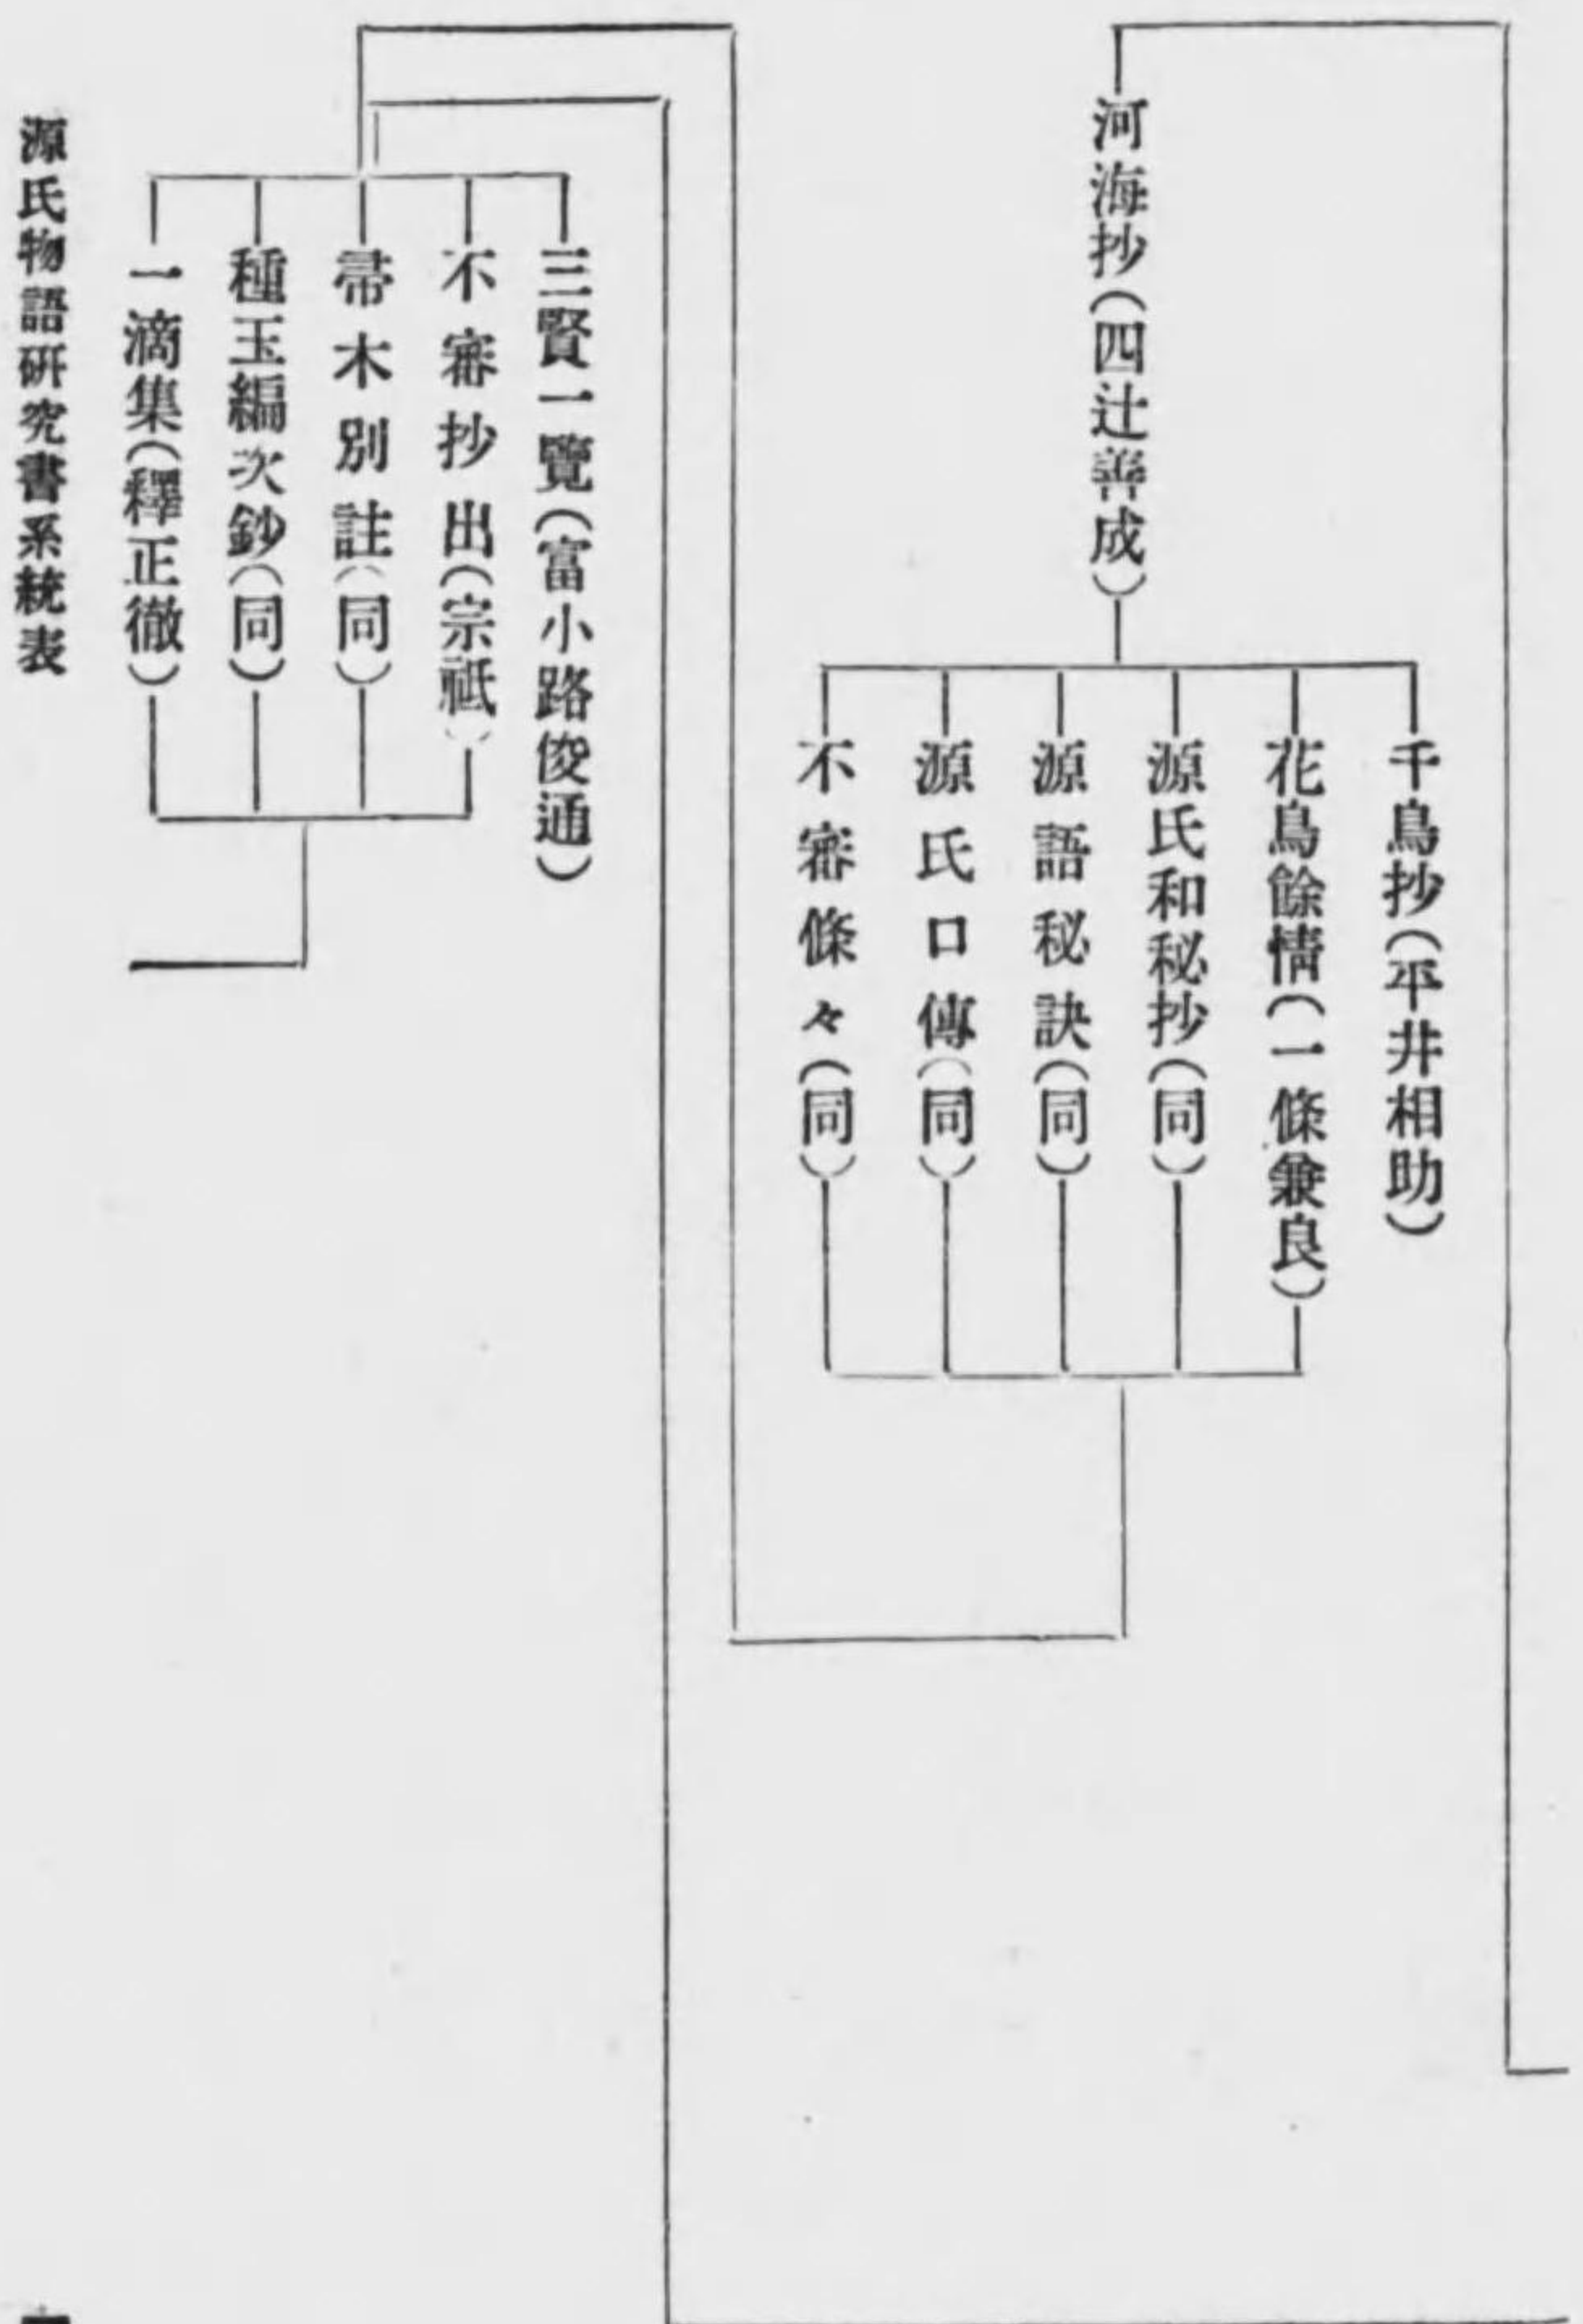 河海抄(四辻善成)
千鳥抄(平井相助)
花鳥餘情(一條兼良)
源氏和秘抄(同)
源語秘訣(同)
源氏口傳(同)
不審條々(同)
三賢一覽(富小路俊通)
不審抄出(宗祇)
帚木別註(同)
種玉編次鈔(同)
一滴集(釋正徹)
源氏物語研究書系統表